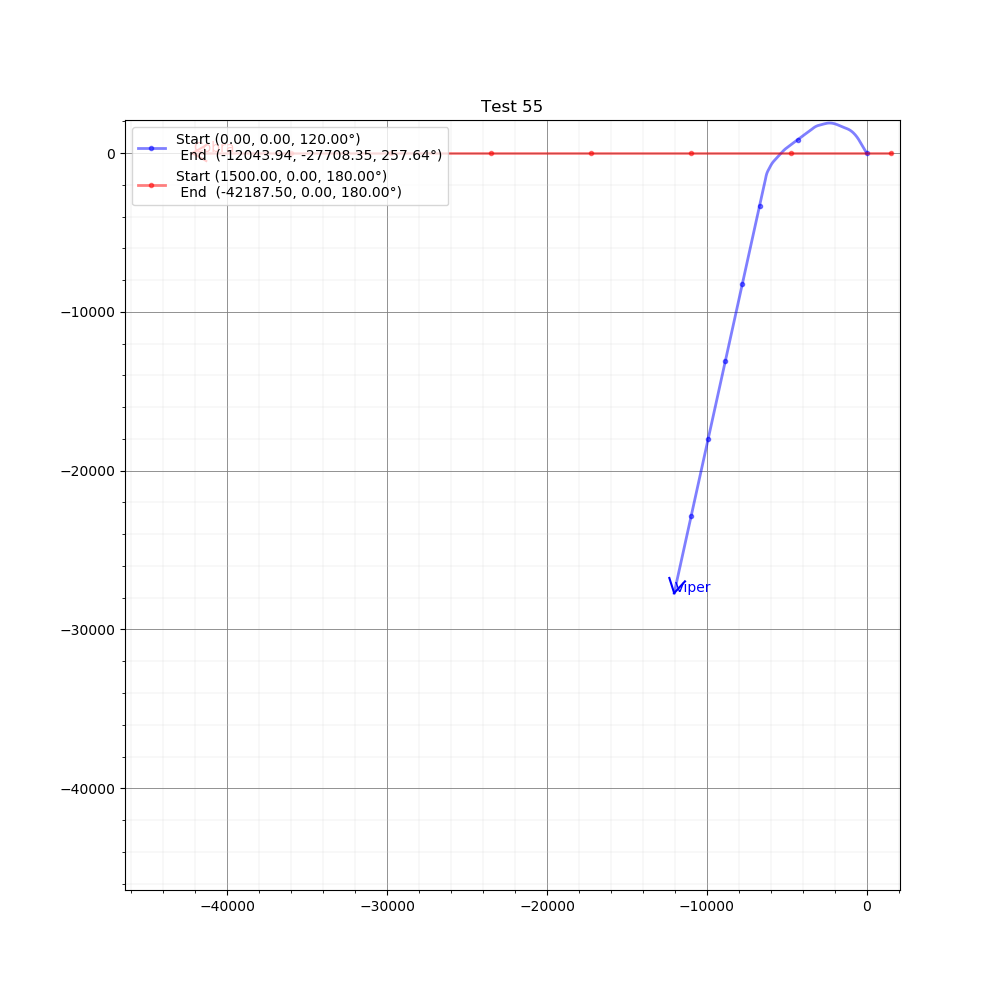 Test 55
Start (0.00, 0.00, 120.00°)
End (-12043.94, -27708.35, 257.64°)
Start (1500.00, 0.00, 180.00°)
End (-42187.50, 0.00, 180.00°)
0
−10000
−20000
−30000
−40000
Viper
−40000
−30000
−20000
−10000
0